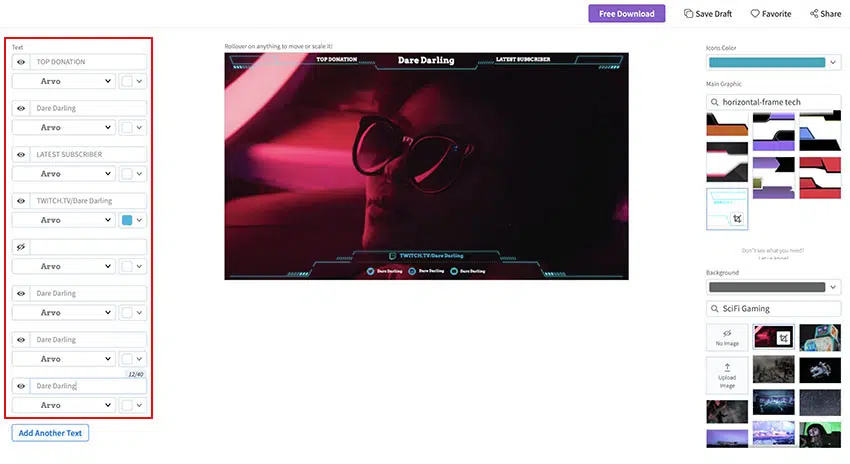 Free Download
Save Draft
Favorite
Share
Text
TOP DONATION
Arvo
Dare Darling
Arvo
LATEST SUBSCRIBER
Arvo
TWITCH.TV/Dare Darling
Arvo
Arvo
Dare Darling
Arvo
Dare Darling
Arvo
12/40
Dare Darling
Arvo
Add Another Text
Rollover on anything to move or scale it!
TOP DONATION
Dare Darling
LATEST SUBSCRIBER
TWITCH.TV/Dare Darling
Dare Darling
Dare Darling
Dare Darling
Icons Color
Main Graphic
horizontal-frame tech
Don't see what you need?
Background
SciFi Gaming
No Image
Upload
Image